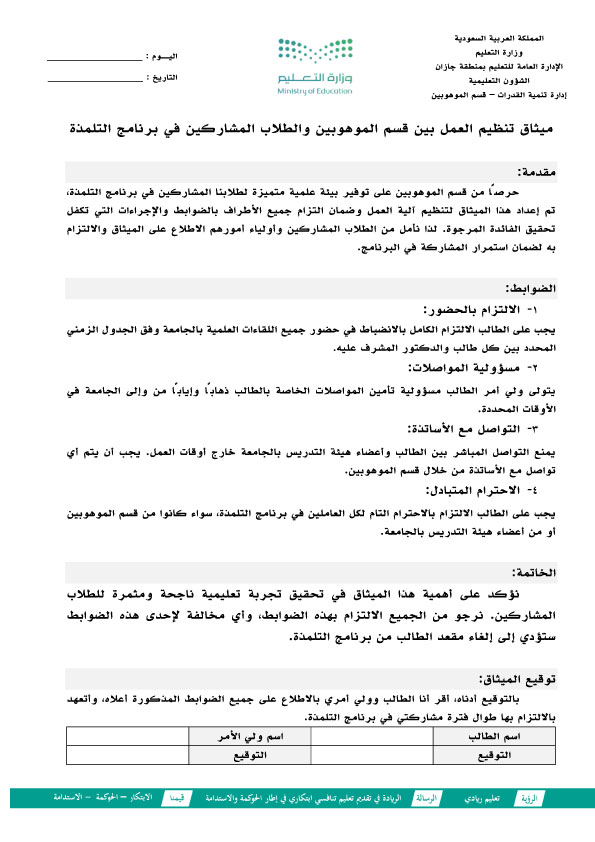 المملكة العربية السعودية
وزارة التعليم
الإدارة العامة للتعليم بمنطقة جازان
الشؤون التعليمية
إدارة تنمية القدرات – قسم الموهوبين
وزارة التعليم
Ministry of Education
اليـــوم : ____________________
التاريخ : ____________________
ميثاق تنظيم العمل بين قسم الموهوبين والطلاب المشاركين في برنامج التلمذة
مقدمة:
حرصًا من قسم الموهوبين على توفير بيئة علمية متميزة لطلابنا المشاركين في برنامج التلمذة،
تم إعداد هذا الميثاق لتنظيم آلية العمل وضمان التزام جميع الأطراف بالضوابط والإجراءات التي تكفل
تحقيق الفائدة المرجوة. لذا نأمل من الطلاب المشاركين وأولياء أمورهم الاطلاع على الميثاق والالتزام
به لضمان استمرار المشاركة في البرنامج.
الضوابط:
١- الالتزام بالحضور:
يجب على الطالب الالتزام الكامل بالانضباط في حضور جميع اللقاءات العلمية بالجامعة وفق الجدول الزمني
المحدد بين كل طالب والدكتور المشرف عليه.
٢- مسؤولية المواصلات:
يتولى ولي أمر الطالب مسؤولية تأمين المواصلات الخاصة بالطالب ذهابًا وإيابًا من وإلى الجامعة في
الأوقات المحددة.
٣- التواصل مع الأساتذة:
يمنع التواصل المباشر بين الطالب وأعضاء هيئة التدريس بالجامعة خارج أوقات العمل. يجب أن يتم أي
تواصل مع الأساتذة من خلال قسم الموهوبين.
٤- الاحترام المتبادل:
يجب على الطالب الالتزام بالاحترام التام لكل العاملين في برنامج التلمذة، سواء كانوا من قسم الموهوبين
أو من أعضاء هيئة التدريس بالجامعة.
الخاتمة:
نؤكد على أهمية هذا الميثاق في تحقيق تجربة تعليمية ناجحة ومثمرة للطلاب
المشاركين. نرجو من الجميع الالتزام بهذه الضوابط، وأي مخالفة لإحدى هذه الضوابط
ستؤدي إلى إلغاء مقعد الطالب من برنامج التلمذة.
توقيع الميثاق:
بالتوقيع أدناه، أقر أنا الطالب وولي أمري بالاطلاع على جميع الضوابط المذكورة أعلاه، وأتعهد
بالالتزام بها طوال فترة مشاركتي في برنامج التلمذة.
اسم الطالب اسم ولي الأمر
التوقيع التوقيع
الرؤية تعليم ريادي الرسالة الريادة في تقديم تعليم تنافسي ابتكاري في إطار الحوكمة والاستدامة قيمنا الابتكار – الحوكمة – الاستدامة